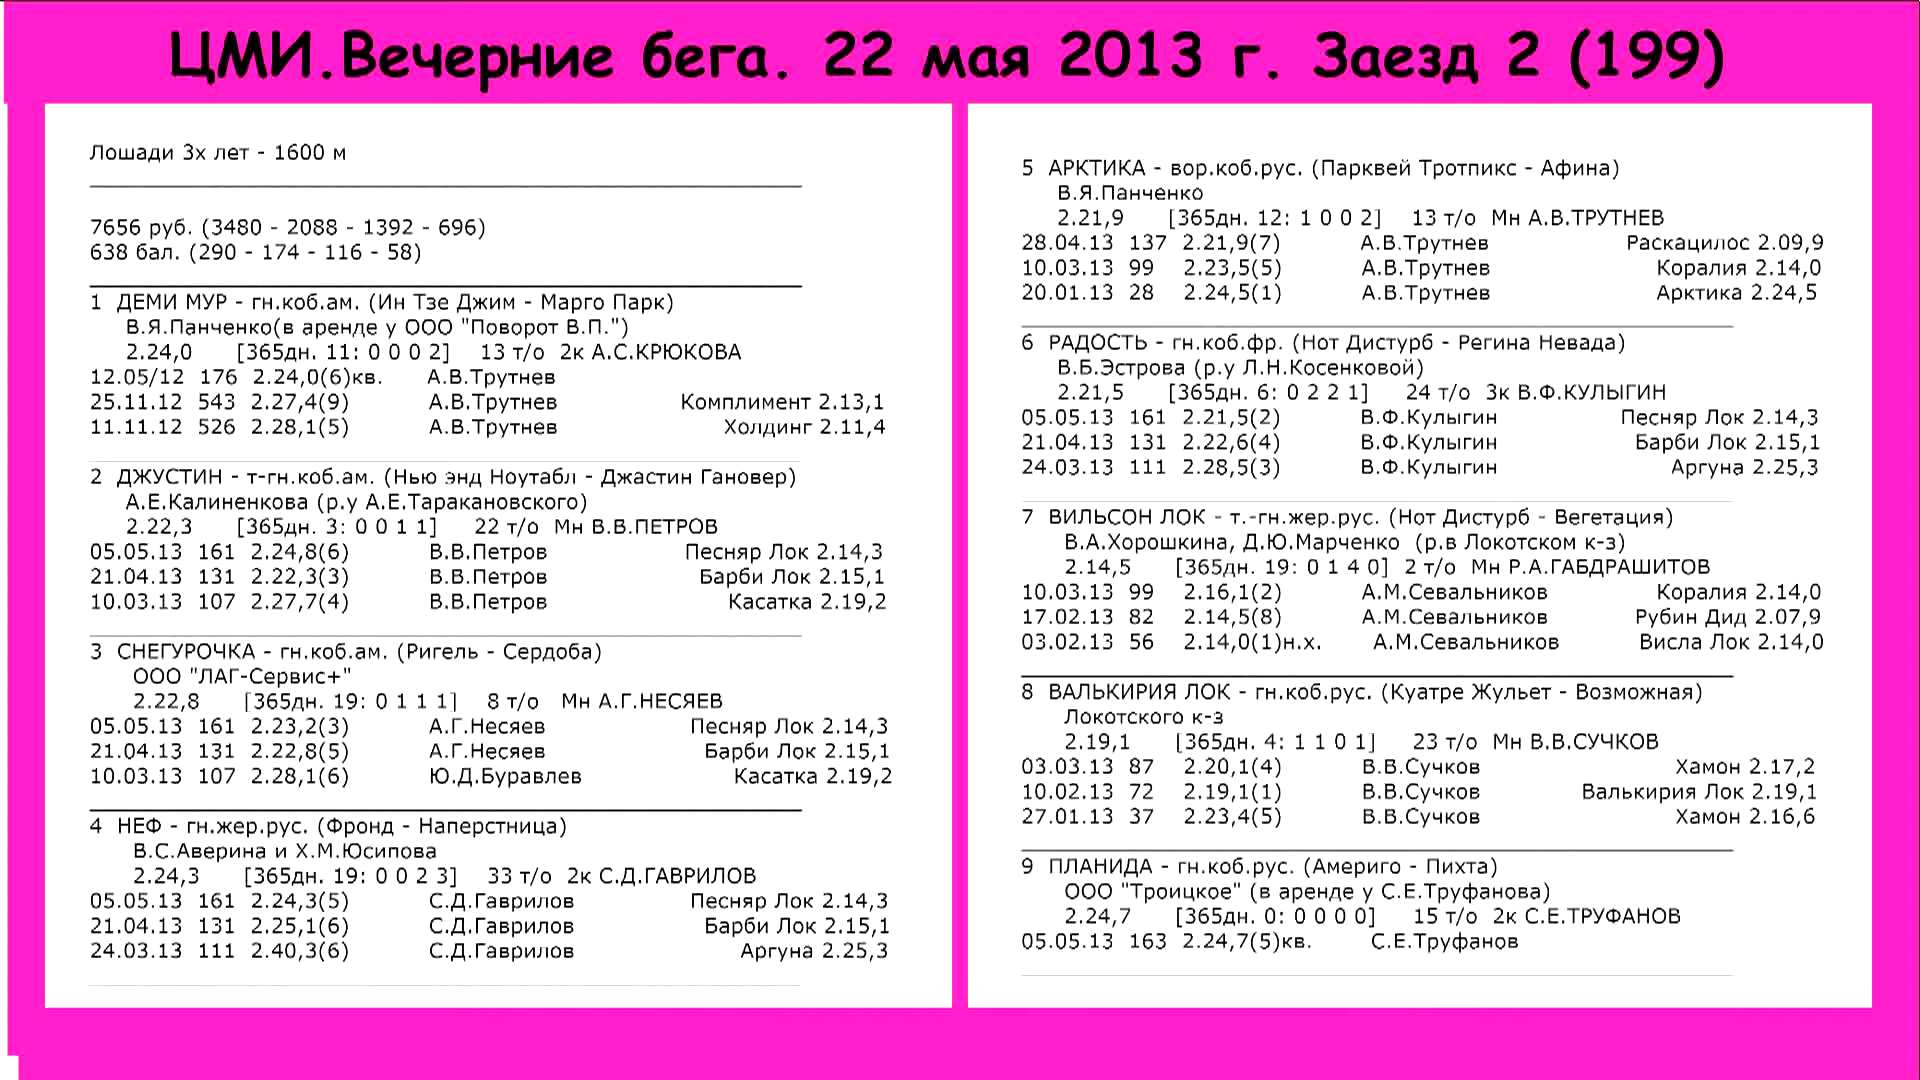 ЦМИ.Вечерние бега. 22 мая 2013 г. Заезд 2 (199)
Лошади 3х лет - 1600 м
7656 руб. (3480 - 2088 - 1392 - 696)
638 бал. (290 - 174 - 116 - 58)
1 ДЕМИ МУР - гн.коб.ам. (Ин Тзе Джим - Марго Парк)
В.Я.Панченко(в аренде у ООО "Поворот В.П.")
2.24,0 [365дн. 11: 0 0 0 2] 13 т/о 2к А.С.КРЮКОВА
12.05/12 176 2.24,0(6)кв. А.В.Трутнев
25.11.12 543 2.27,4(9) А.В.Трутнев Комплимент 2.13,1
11.11.12 526 2.28,1(5) А.В.Трутнев Холдинг 2.11,4
2 ДЖУСТИН - т-гн.коб.ам. (Нью энд Ноутабл - Джастин Гановер)
А.Е.Калиненкова (р.у А.Е.Таракановского)
2.22,3 [365дн. 3: 0 0 1 1] 22 т/о Мн В.В.ПЕТРОВ
05.05.13 161 2.24,8(6) В.В.Петров Песняр Лок 2.14,3
21.04.13 131 2.22,3(3) В.В.Петров Барби Лок 2.15,1
10.03.13 107 2.27,7(4) В.В.Петров Касатка 2.19,2
3 СНЕГУРОЧКА - гн.коб.ам. (Ригель - Сердоба)
ООО "ЛАГ-Сервис+"
2.22,8 [365дн. 19: 0 1 1 1] 8 т/о Мн А.Г.НЕСЯЕВ
05.05.13 161 2.23,2(3) А.Г.Несяев Песняр Лок 2.14,3
21.04.13 131 2.22,8(5) А.Г.Несяев Барби Лок 2.15,1
10.03.13 107 2.28,1(6) Ю.Д.Буравлев Касатка 2.19,2
4 НЕФ - гн.жер.рус. (Фронд - Наперстница)
В.С.Аверина и Х.М.Юсипова
2.24,3 [365дн. 19: 0 0 2 3] 33 т/о 2к С.Д.ГАВРИЛОВ
05.05.13 161 2.24,3(5) С.Д.Гаврилов Песняр Лок 2.14,3
21.04.13 131 2.25,1(6) С.Д.Гаврилов Барби Лок 2.15,1
24.03.13 111 2.40,3(6) С.Д.Гаврилов Аргуна 2.25,3
5 АРКТИКА - вор.коб.рус. (Парквей Тротпикс - Афина)
В.Я.Панченко
2.21,9 [365дн. 12: 1 0 0 2] 13 т/о Мн А.В.ТРУТНЕВ
28.04.13 137 2.21,9(7) А.В.Трутнев Раскацилос 2.09,9
10.03.13 99 2.23,5(5) А.В.Трутнев Коралия 2.14,0
20.01.13 28 2.24,5(1) А.В.Трутнев Арктика 2.24,5
6 РАДОСТЬ - гн.коб.фр. (Нот Дистурб - Регина Невада)
В.Б.Эстрова (р.у Л.Н.Косенковой)
2.21,5 [365дн. 6: 0 2 2 1] 24 т/о 3к В.Ф.КУЛЫГИН
05.05.13 161 2.21,5(2) В.Ф.Кулыгин Песняр Лок 2.14,3
21.04.13 131 2.22,6(4) В.Ф.Кулыгин Барби Лок 2.15,1
24.03.13 111 2.28,5(3) В.Ф.Кулыгин Аргуна 2.25,3
7 ВИЛЬСОН ЛОК - т.-гн.жер.рус. (Нот Дистурб - Вегетация)
В.А.Хорошкина, Д.Ю.Марченко (р.в Локотском к-з)
2.14,5 [365дн. 19: 0 1 4 0] 2 т/о Мн Р.А.ГАБДРАШИТОВ
10.03.13 99 2.16,1(2) А.М.Севальников Коралия 2.14,0
17.02.13 82 2.14,5(8) А.М.Севальников Рубин Дид 2.07,9
03.02.13 56 2.14,0(1)н.х. А.М.Севальников Висла Лок 2.14,0
8 ВАЛЬКИРИЯ ЛОК - гн.коб.рус. (Куатре Жульет - Возможная)
Локотского к-з
2.19,1 [365дн. 4: 1 1 0 1] 23 т/о Мн В.В.СУЧКОВ
03.03.13 87 2.20,1(4) В.В.Сучков Хамон 2.17,2
10.02.13 72 2.19,1(1) В.В.Сучков Валькирия Лок 2.19,1
27.01.13 37 2.23,4(5) В.В.Сучков Хамон 2.16,6
9 ПЛАНИДА - гн.коб.рус. (Америго - Пихта)
ООО "Троицкое" (в аренде у С.Е.Труфанова)
2.24,7 [365дн. 0: 0 0 0 0] 15 т/о 2к С.Е.ТРУФАНОВ
05.05.13 163 2.24,7(5)кв. С.Е.Труфанов